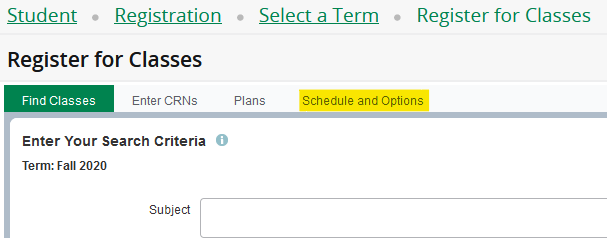 Student • Registration • Select a Term • Register for Classes
Register for Classes
Find Classes Enter CRNs Plans Schedule and Options
Enter Your Search Criteria
Term: Fall 2020
Subject